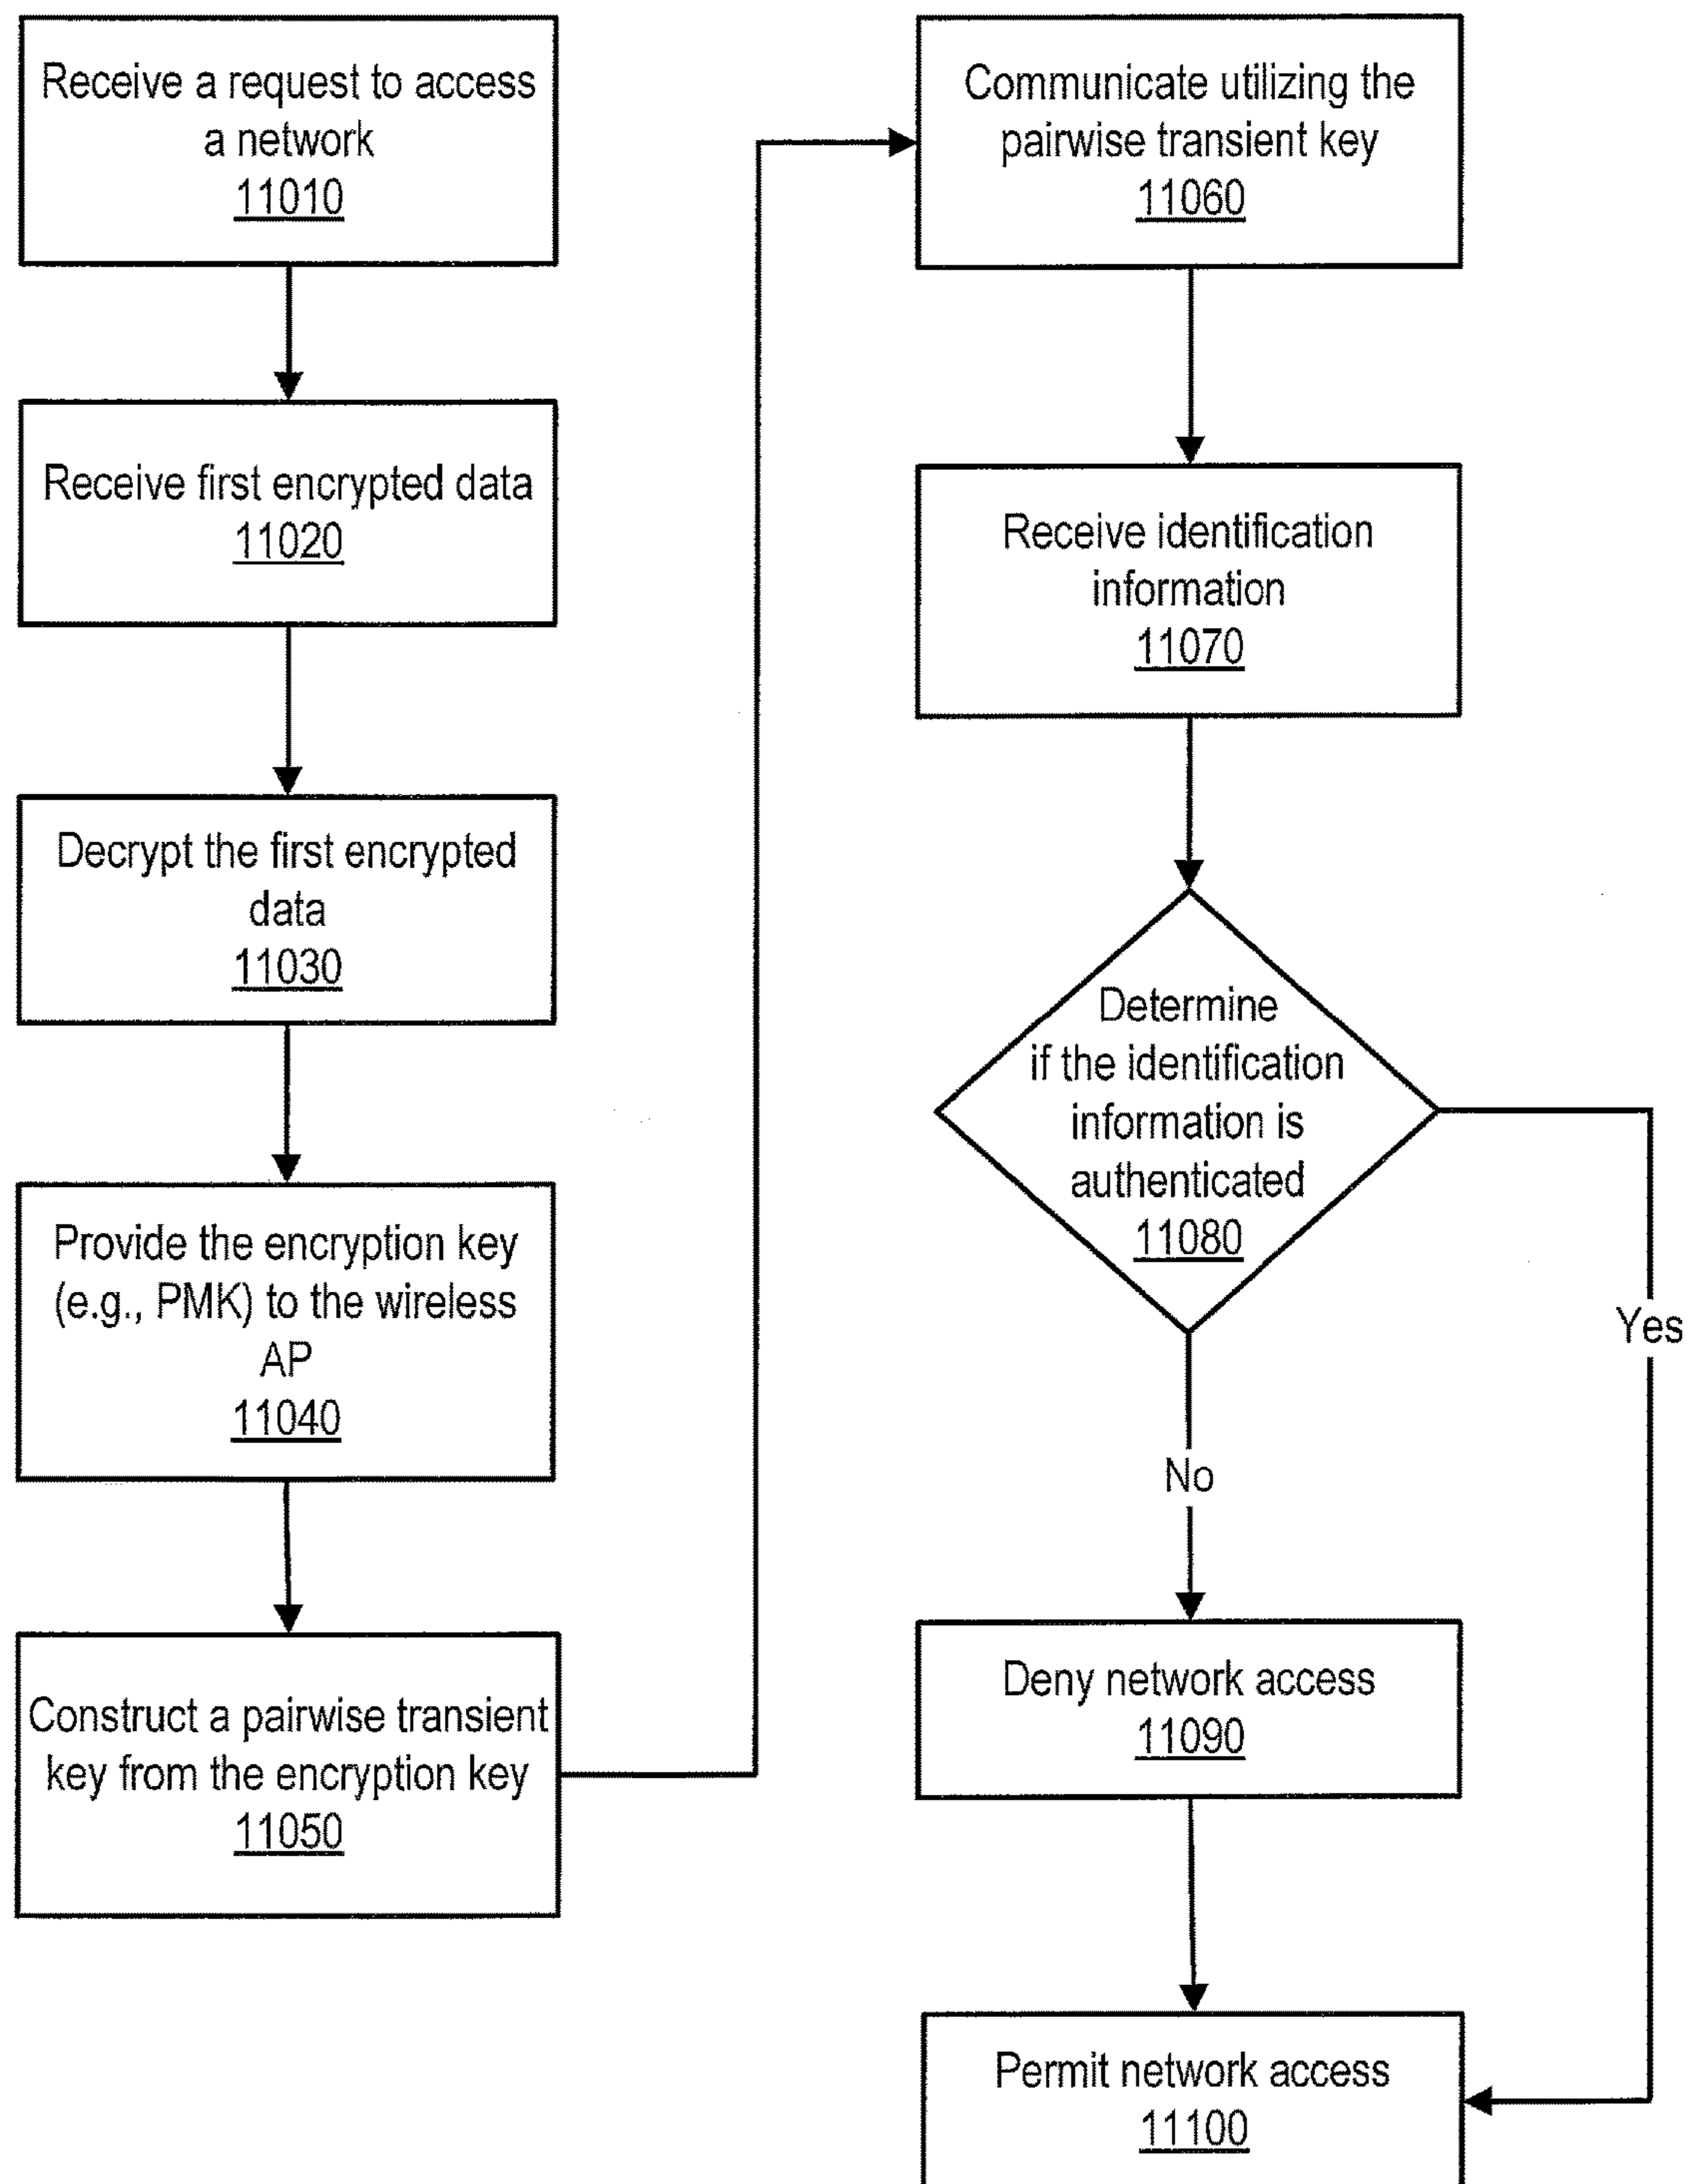 Receive a request to access
a network
11010
Receive first encrypted data
11020
Decrypt the first encrypted
data
11030
Provide the encryption key
(e.g., PMK) to the wireless
AP
11040
Construct a pairwise transient
key from the encryption key
11050
Communicate utilizing the
pairwise transient key
11060
Receive identification
information
11070
Determine
if the identification
information is
authenticated
11080
Yes
No
Deny network access
11090
Permit network access
11100